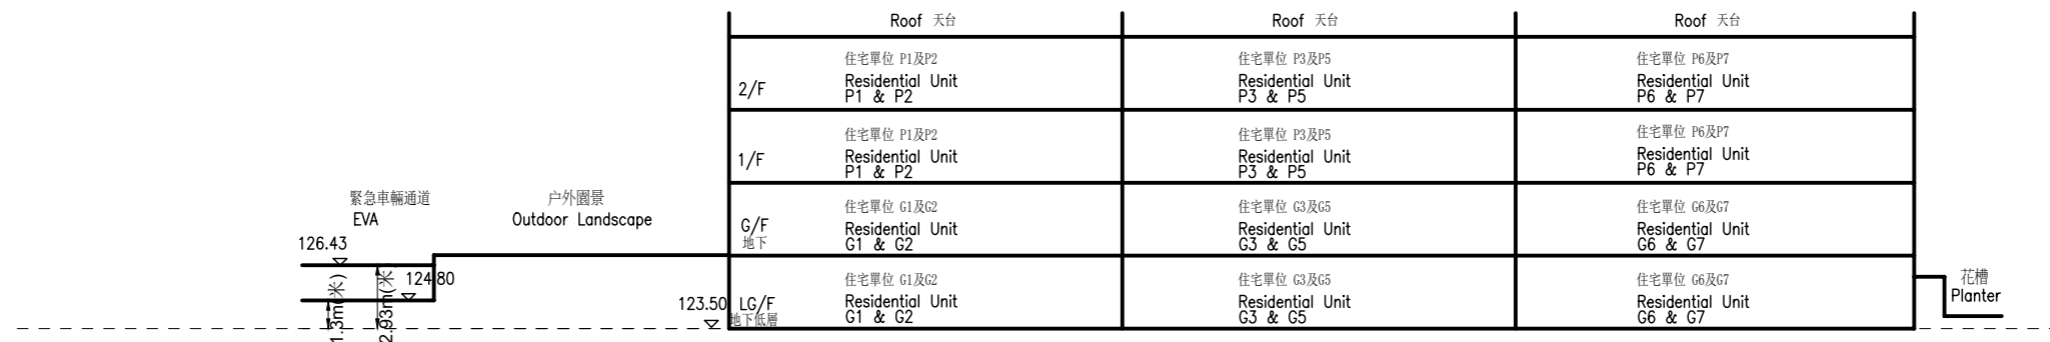 Roof 天台
Roof 天台
Roof 天台
2/F
住宅單位 P1及P2
Residential Unit
P1 & P2
住宅單位 P3及P5
Residential Unit
P3 & P5
住宅單位 P6及P7
Residential Unit
P6 & P7
1/F
住宅單位 P1及P2
Residential Unit
P1 & P2
住宅單位 P3及P5
Residential Unit
P3 & P5
住宅單位 P6及P7
Residential Unit
P6 & P7
緊急車輛通道
EVA
户外園景
Outdoor Landscape
G/F
地下
住宅單位 G1及G2
Residential Unit
G1 & G2
住宅單位 G3及G5
Residential Unit
G3 & G5
住宅單位 G6及G7
Residential Unit
G6 & G7
126.43
124.80
1.3m(米)
2.93m(米)
123.50
LG/F
地下低層
住宅單位 G1及G2
Residential Unit
G1 & G2
住宅單位 G3及G5
Residential Unit
G3 & G5
住宅單位 G6及G7
Residential Unit
G6 & G7
花槽
Planter